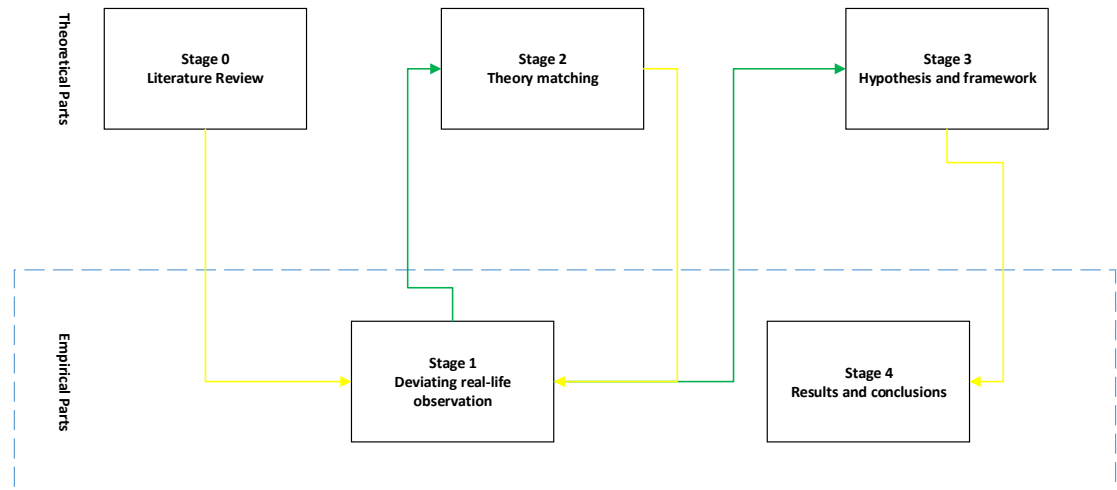 Theoretical Parts
Stage 0
Literature Review
Stage 2
Theory matching
Stage 3
Hypothesis and framework
Empirical Parts
Stage 1
Deviating real-life
observation
Stage 4
Results and conclusions